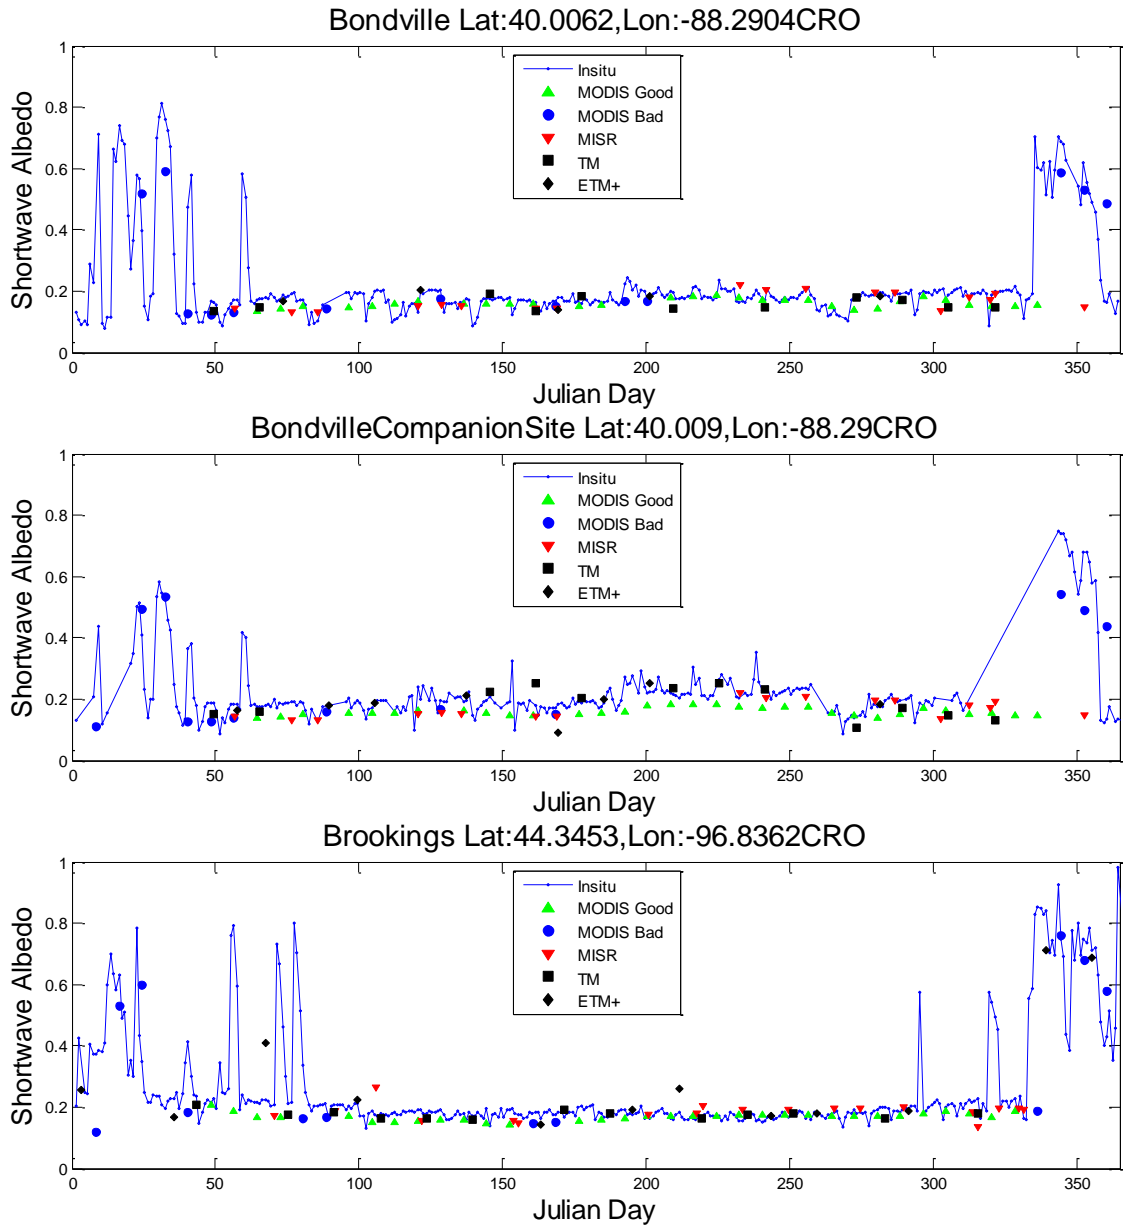 Bondville Lat:40.0062,Lon:-88.2904CRO
1
0.8
0.6
0.4
0.2
0
Shortwave Albedo
Insitu
MODIS Good
MODIS Bad
MISR
TM
ETM+
0 50 100 150 200 250 300 350
Julian Day
BondvilleCompanionSite Lat:40.009,Lon:-88.29CRO
1
0.8
0.6
0.4
0.2
0
Shortwave Albedo
Insitu
MODIS Good
MODIS Bad
MISR
TM
ETM+
0 50 100 150 200 250 300 350
Julian Day
Brookings Lat:44.3453,Lon:-96.8362CRO
1
0.8
0.6
0.4
0.2
0
Shortwave Albedo
Insitu
MODIS Good
MODIS Bad
MISR
TM
ETM+
0 50 100 150 200 250 300 350
Julian Day